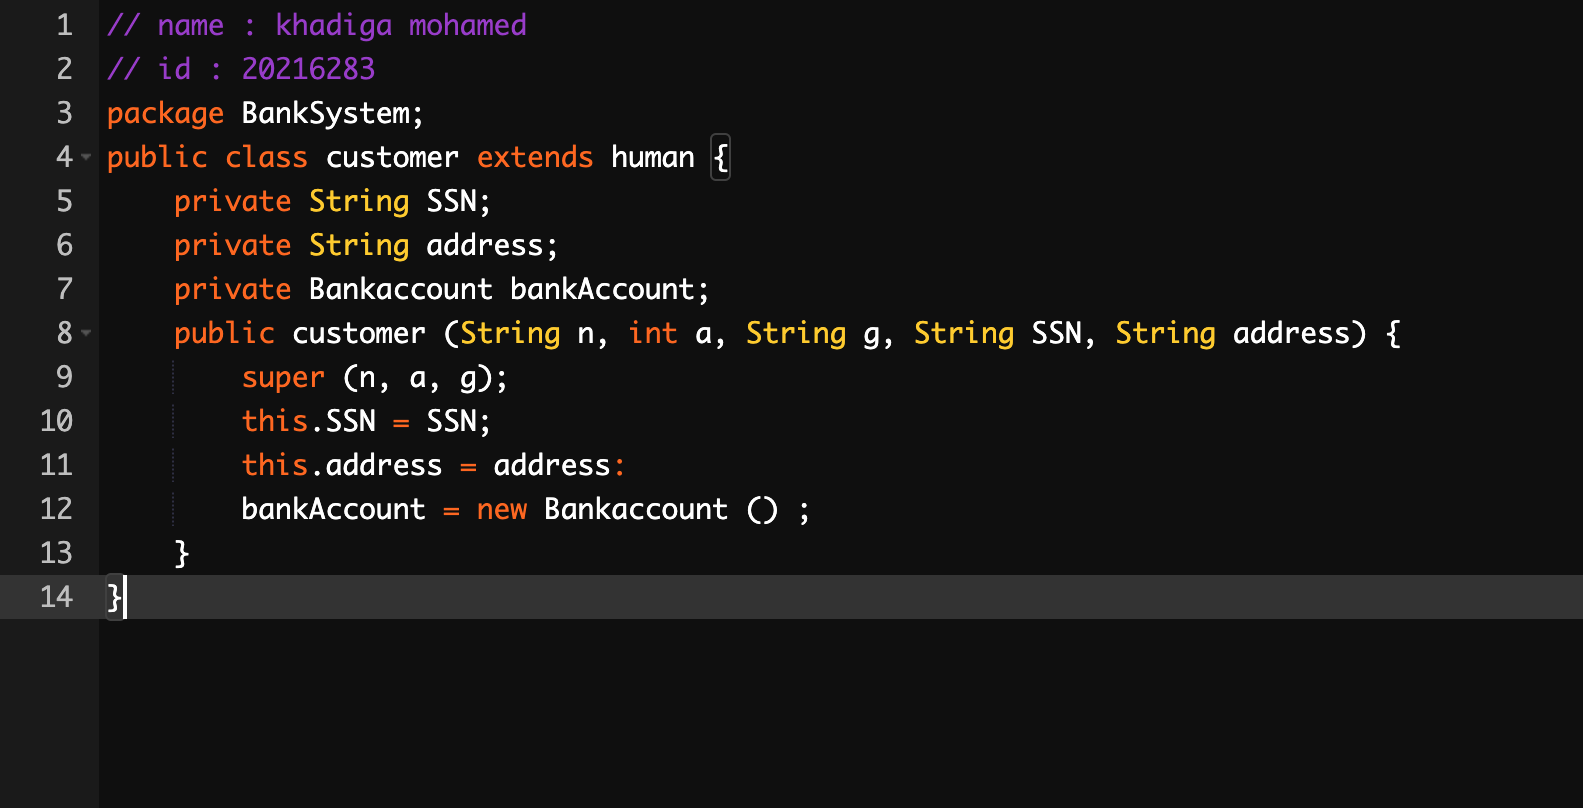 1 // name : khadiga mohamed
2 // id : 20216283
3 package BankSystem;
4 public class customer extends human {
5     private String SSN;
6     private String address;
7     private Bankaccount bankAccount;
8     public customer (String n, int a, String g, String SSN, String address) {
9         super (n, a, g);
10         this.SSN = SSN;
11         this.address = address:
12         bankAccount = new Bankaccount () ;
13     }
14 }